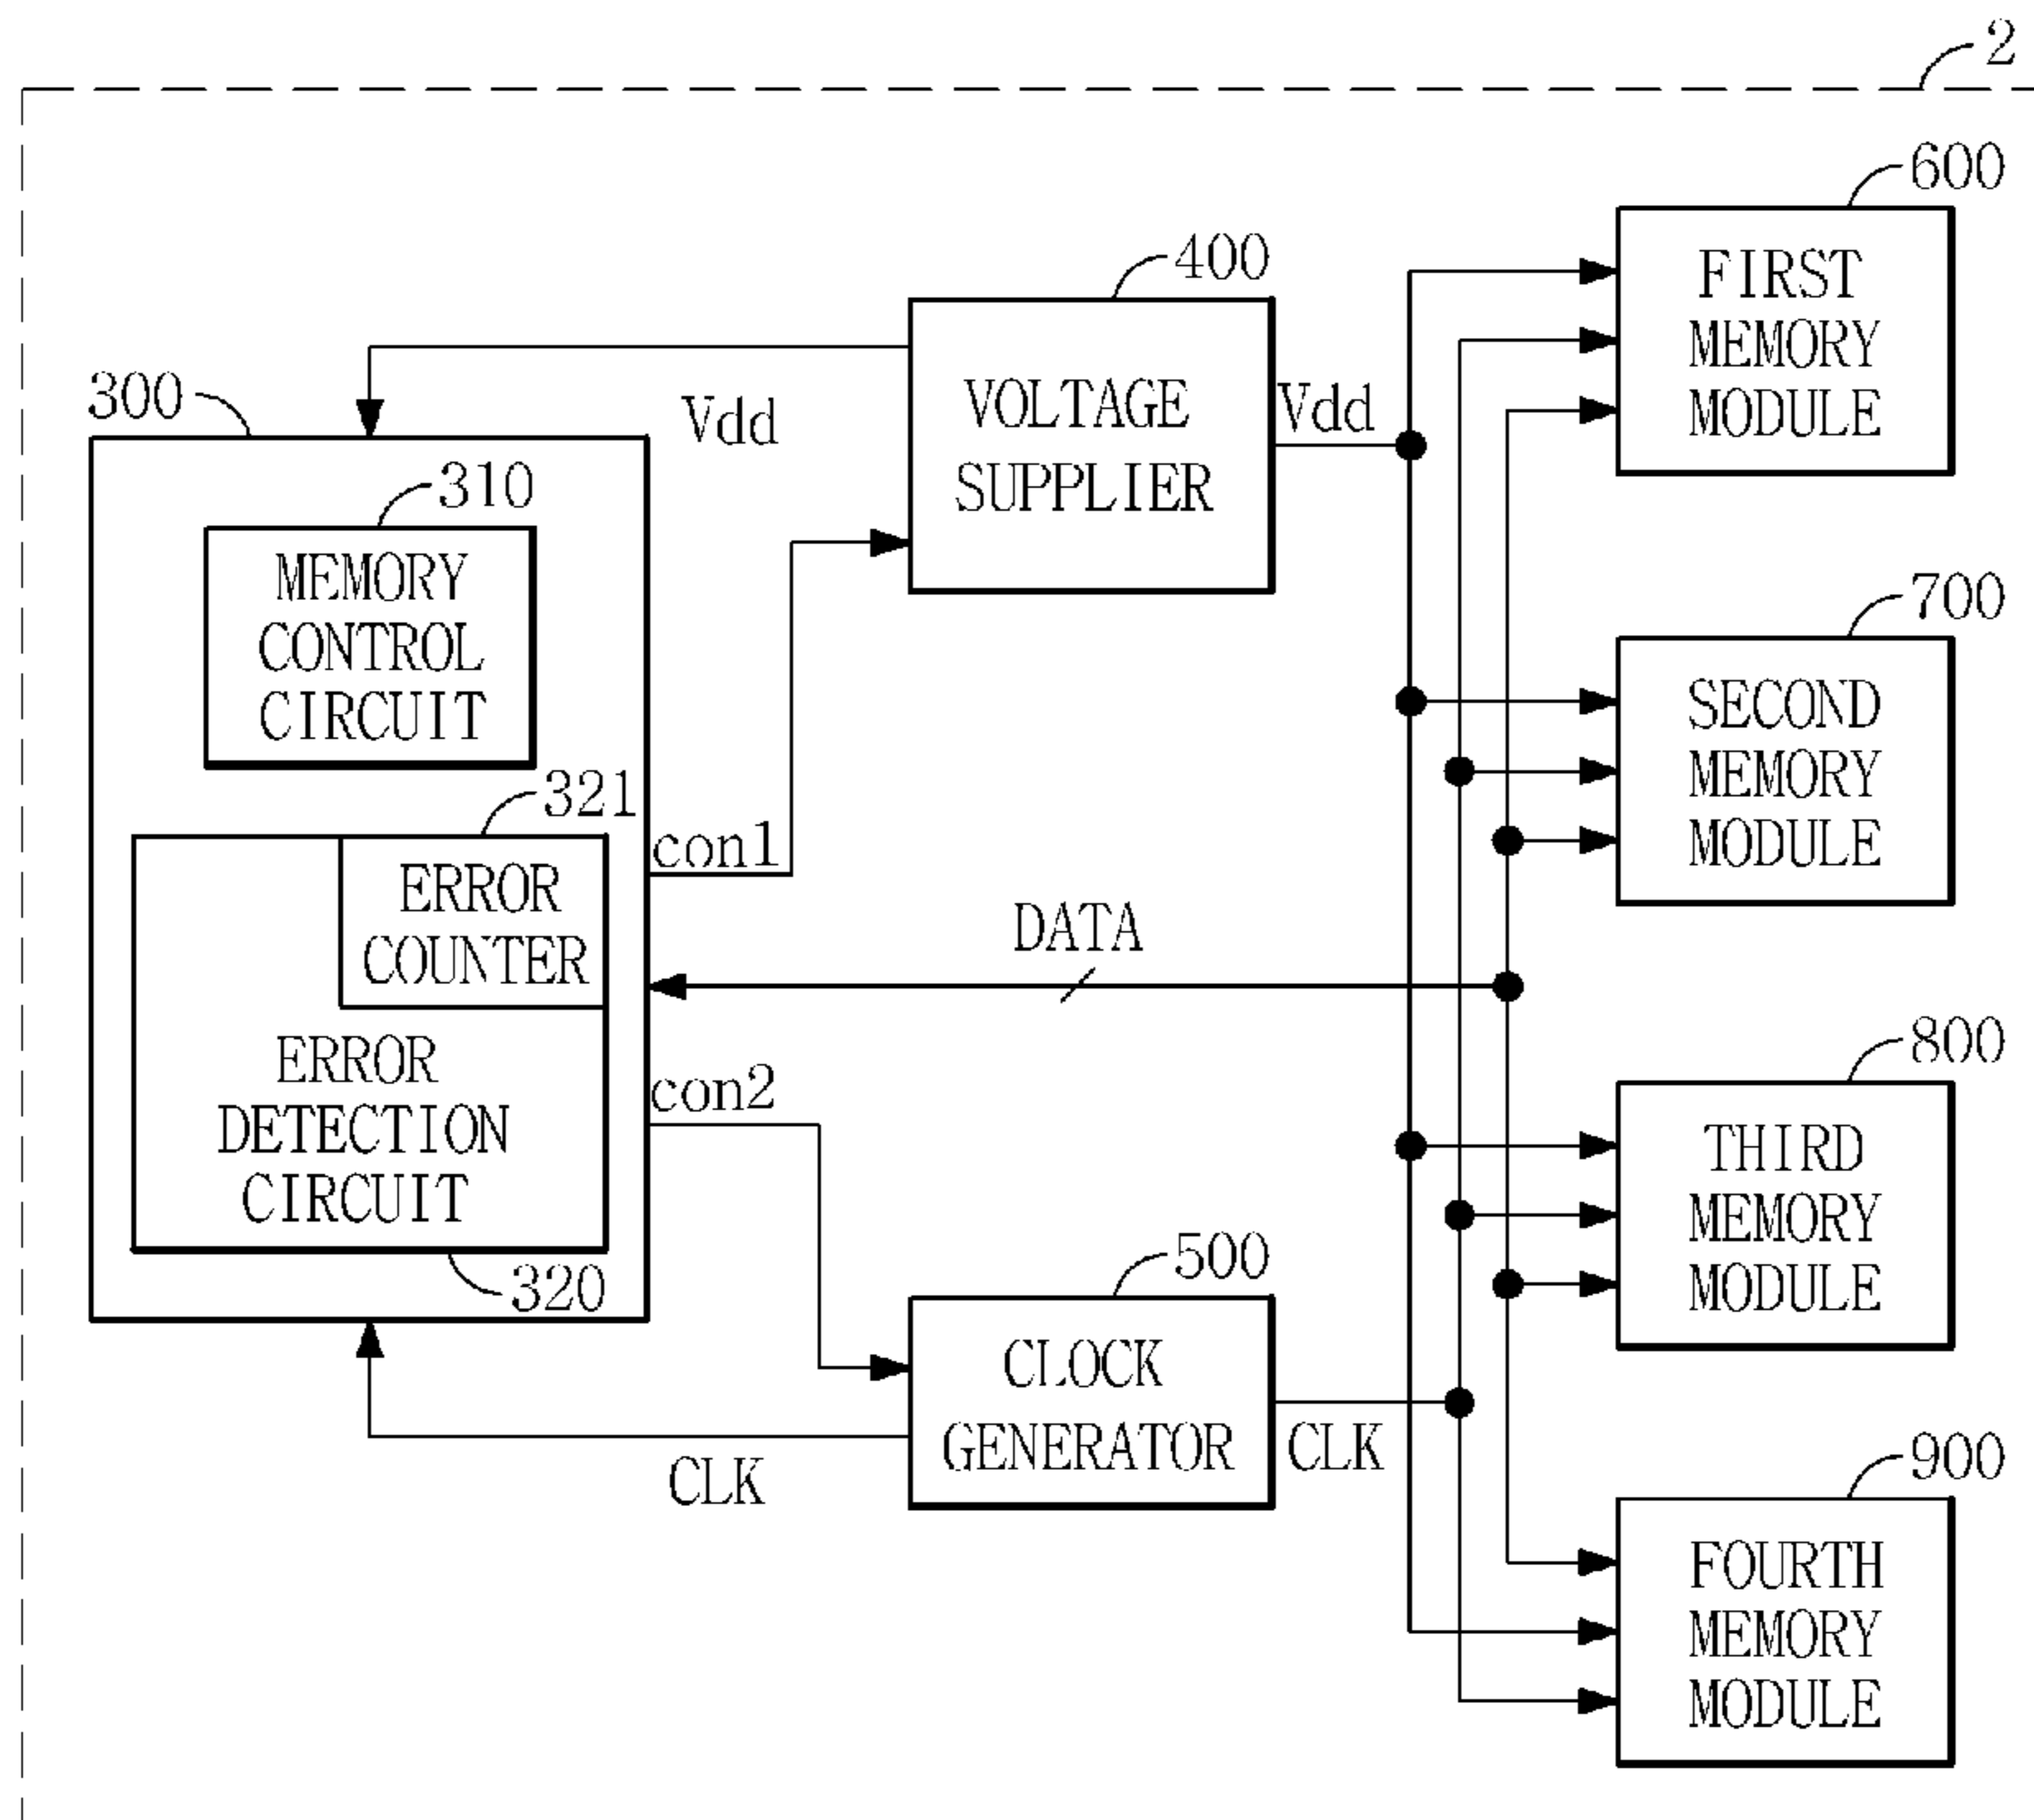 2
600
FIRST
MEMORY
MODULE
400
VOLTAGE
SUPPLIER
Vdd
Vdd
300
310
MEMORY
CONTROL
CIRCUIT
321
ERROR
COUNTER
ERROR
DETECTION
CIRCUIT
320
con1
DATA
con2
700
SECOND
MEMORY
MODULE
800
THIRD
MEMORY
MODULE
500
CLOCK
GENERATOR
CLK
CLK
900
FOURTH
MEMORY
MODULE